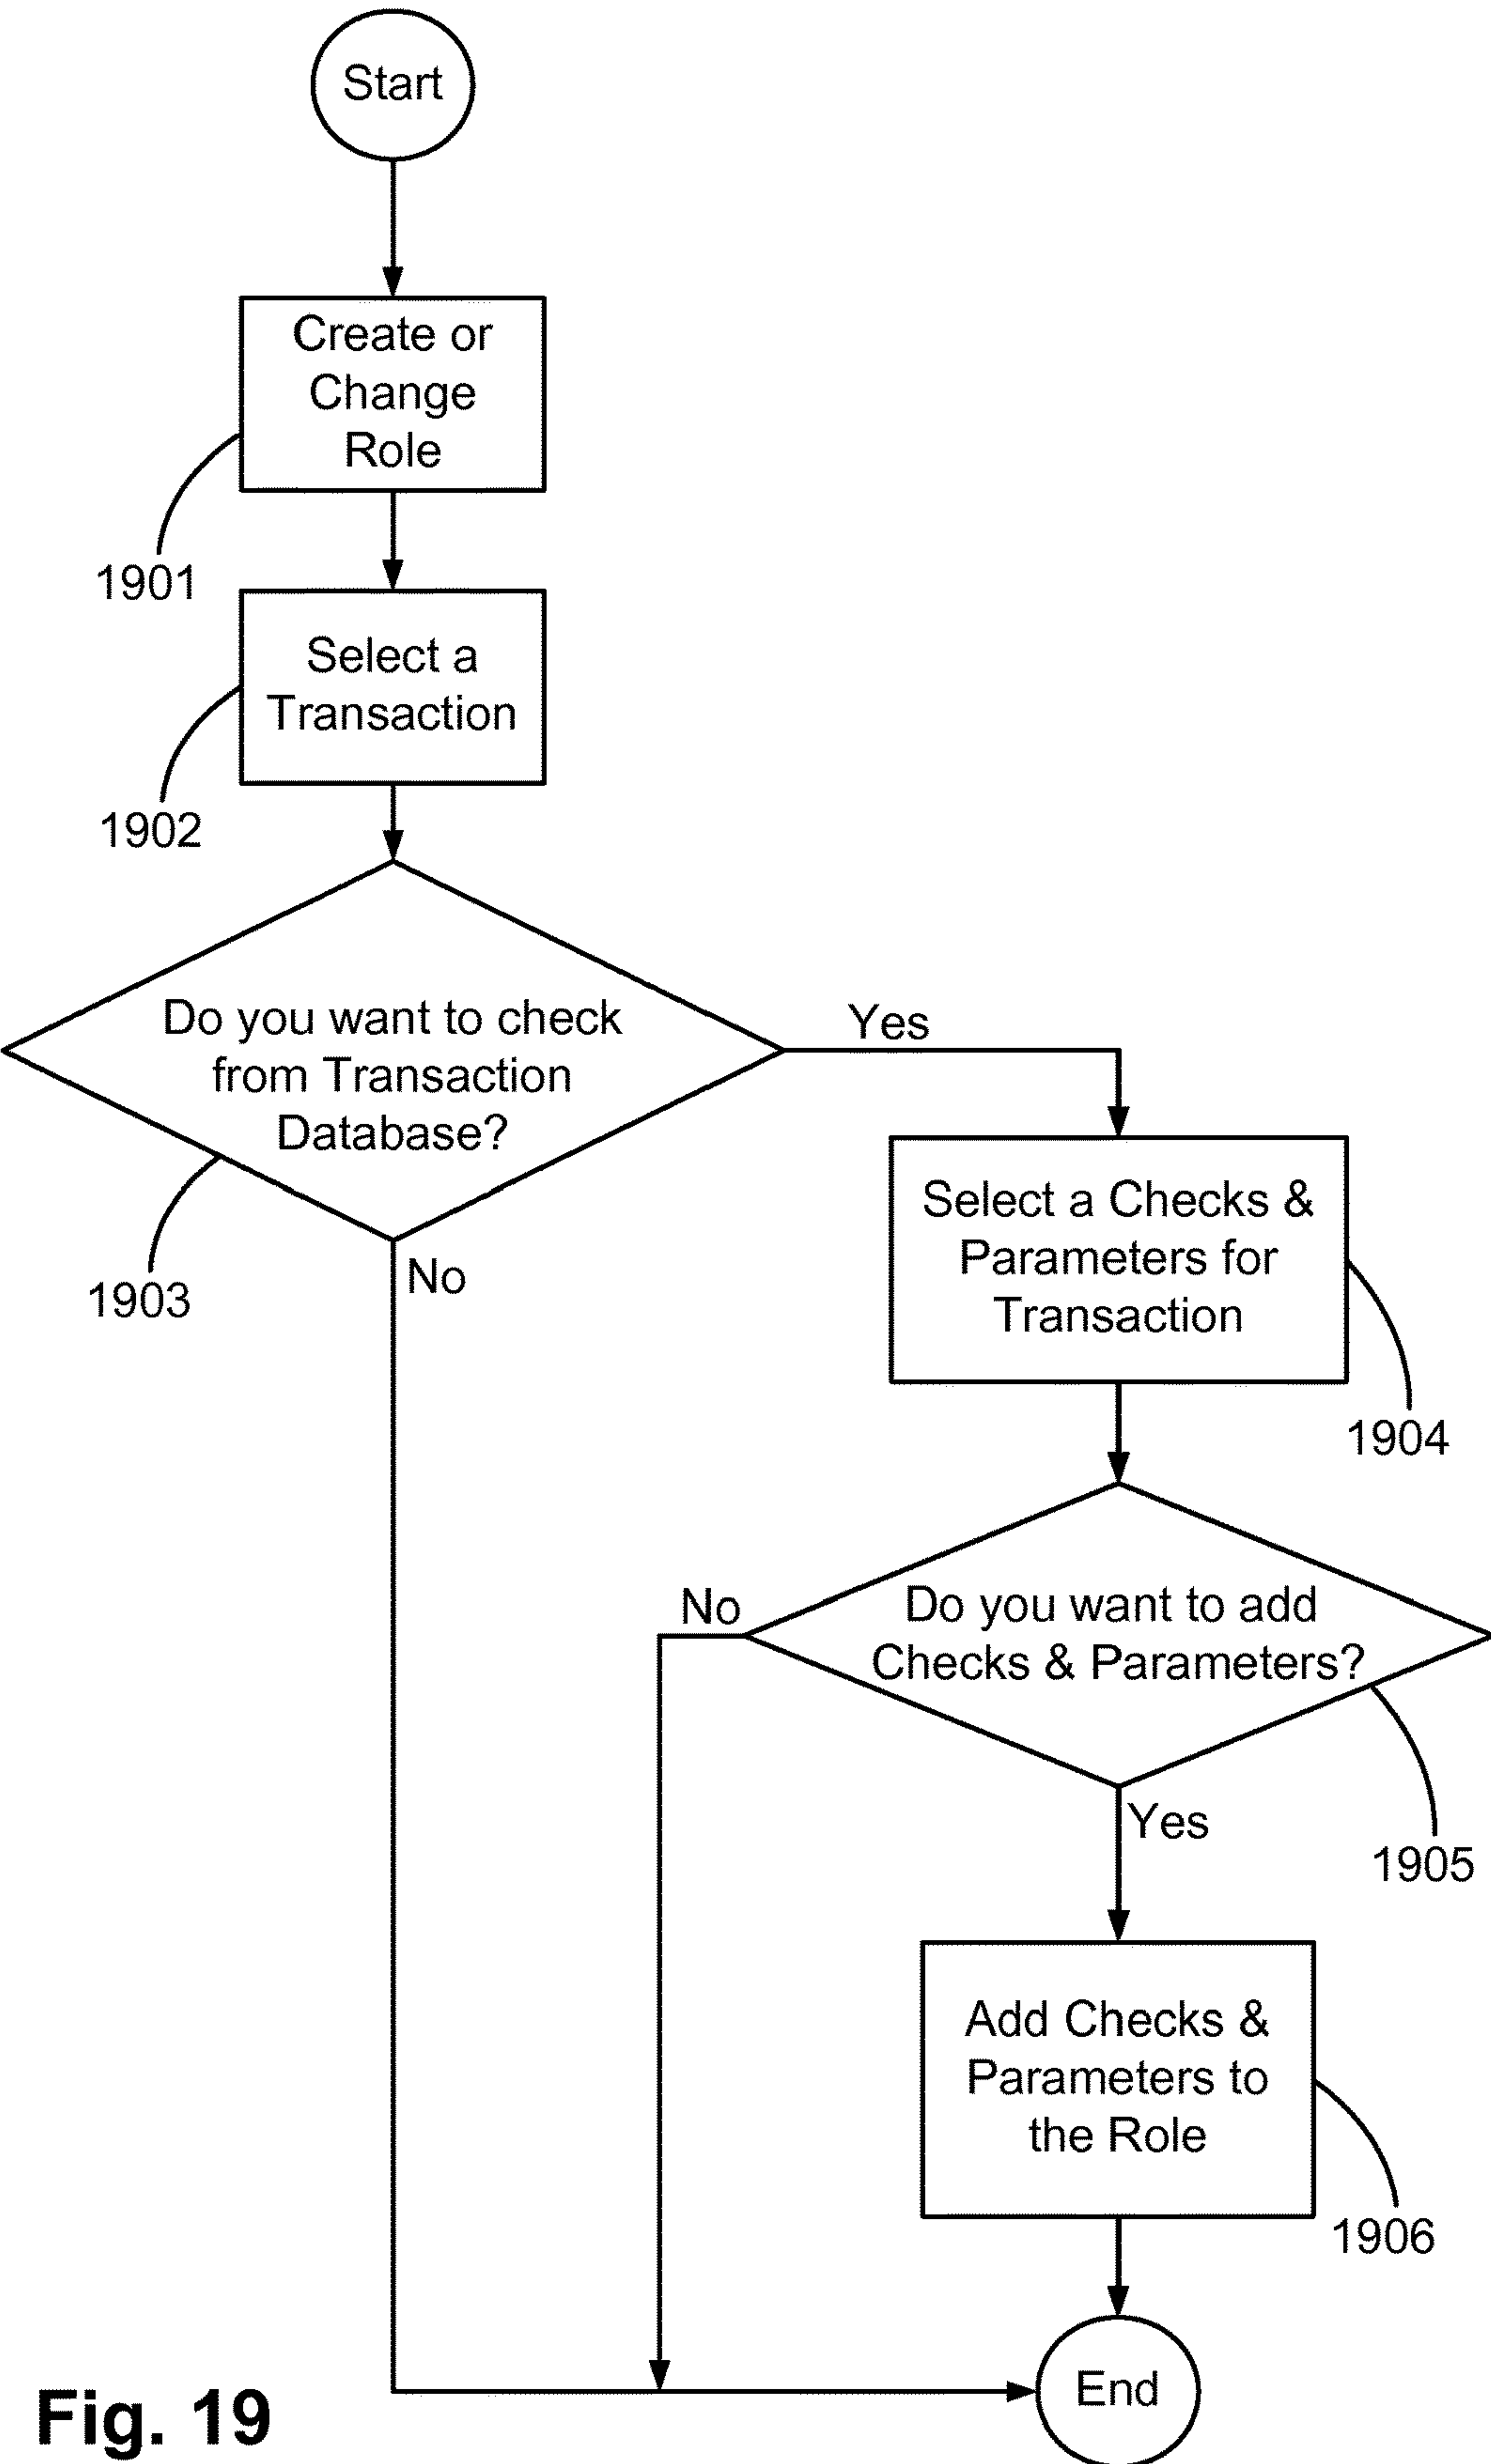 Start
Create or
Change
Role
1901
Select a
Transaction
1902
Do you want to check
from Transaction
Database?
1903
Yes
No
Select a Checks &
Parameters for
Transaction
1904
Do you want to add
Checks & Parameters?
No
Yes
1905
Add Checks &
Parameters to
the Role
1906
End
Fig. 19